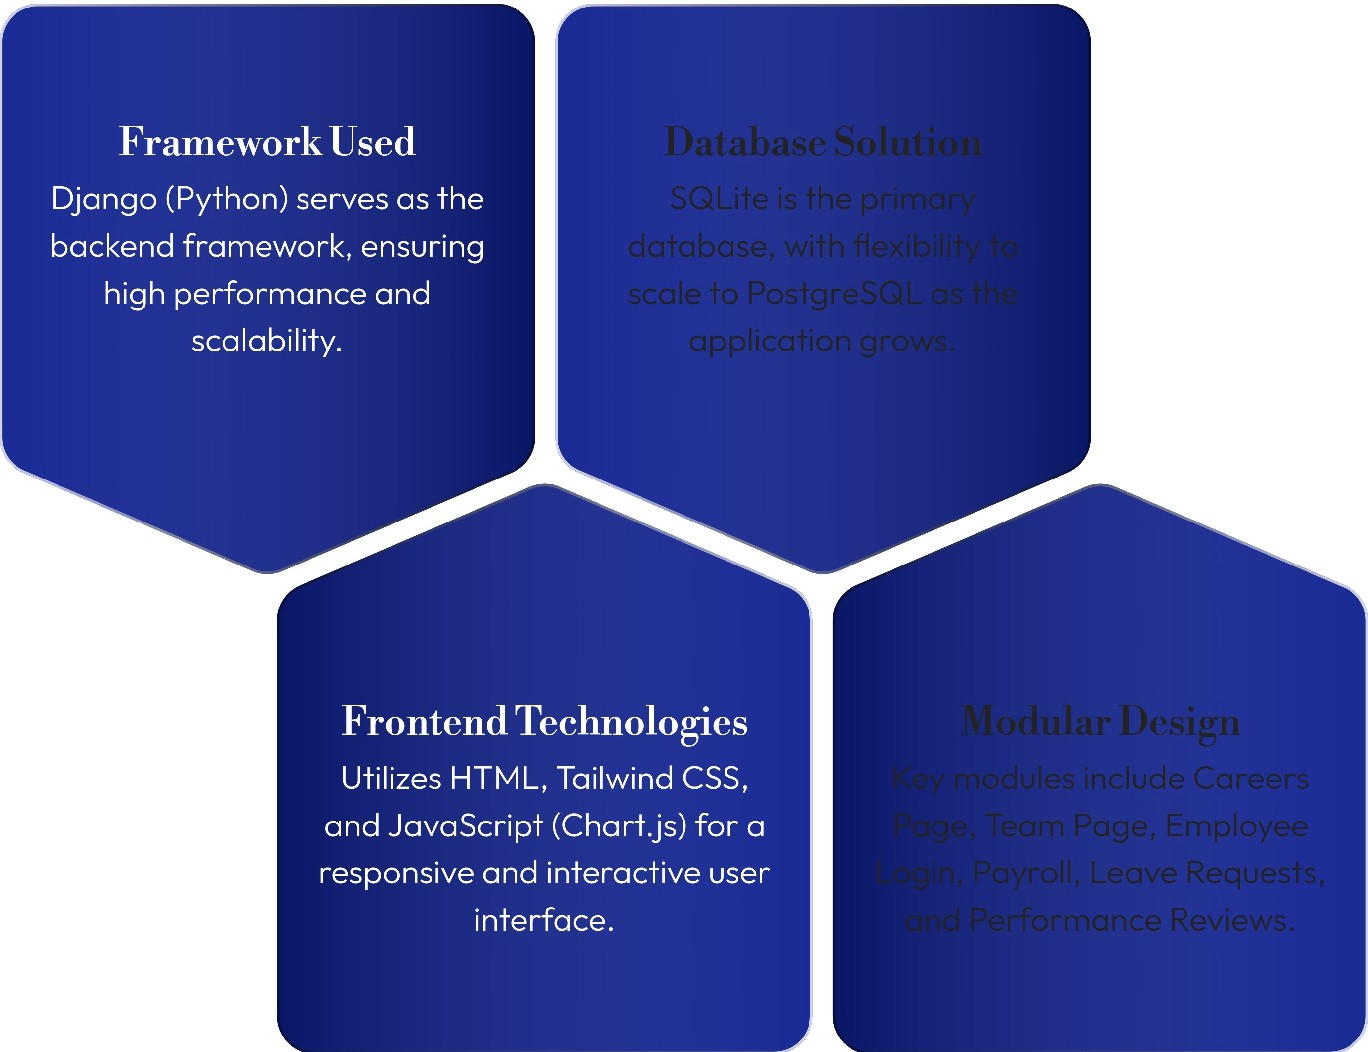 Framework Used
Django (Python) serves as the
backend framework, ensuring
high performance and
scalability.
Database Solution
SQLite is the primary
database, with flexibility to
scale to PostgreSQL as the
application grows.
Frontend Technologies
Utilizes HTML, Tailwind CSS,
and JavaScript (Chart.js) for a
responsive and interactive user
interface.
Modular Design
Key modules include Careers
Page, Team Page, Employee
Login, Payroll, Leave Requests,
and Performance Reviews.